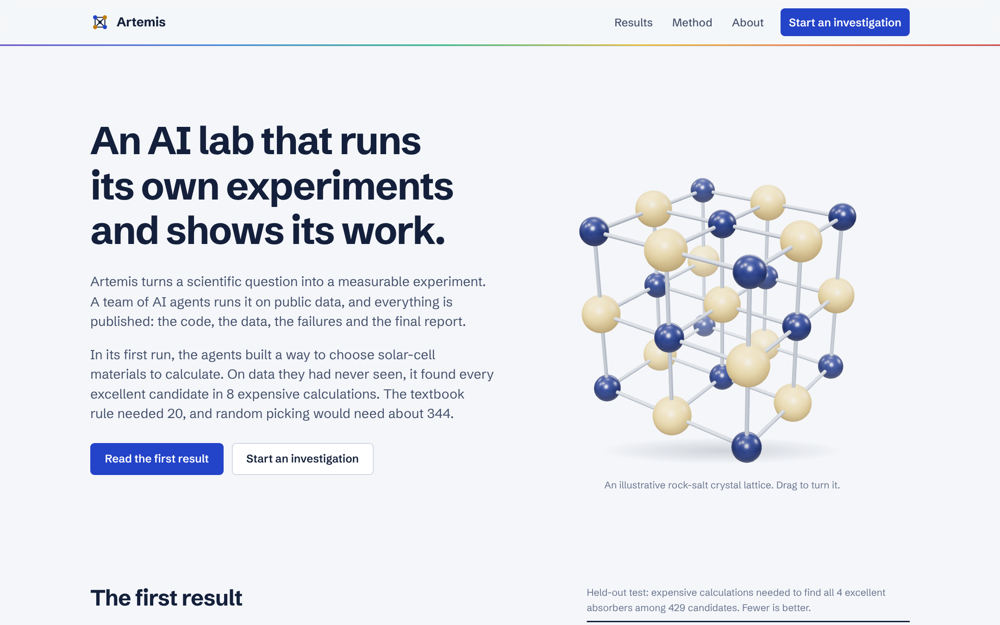 Artemis
Results
Method
About
Start an investigation
An AI lab that runs
its own experiments
and shows its work.
Artemis turns a scientific question into a measurable experiment.
A team of AI agents runs it on public data, and everything is
published: the code, the data, the failures and the final report.
In its first run, the agents built a way to choose solar-cell
materials to calculate. On data they had never seen, it found every
excellent candidate in 8 expensive calculations. The textbook
rule needed 20, and random picking would need about 344.
Read the first result
Start an investigation
An illustrative rock-salt crystal lattice. Drag to turn it.
The first result
Held-out test: expensive calculations needed to find all 4 excellent
absorbers among 429 candidates. Fewer is better.